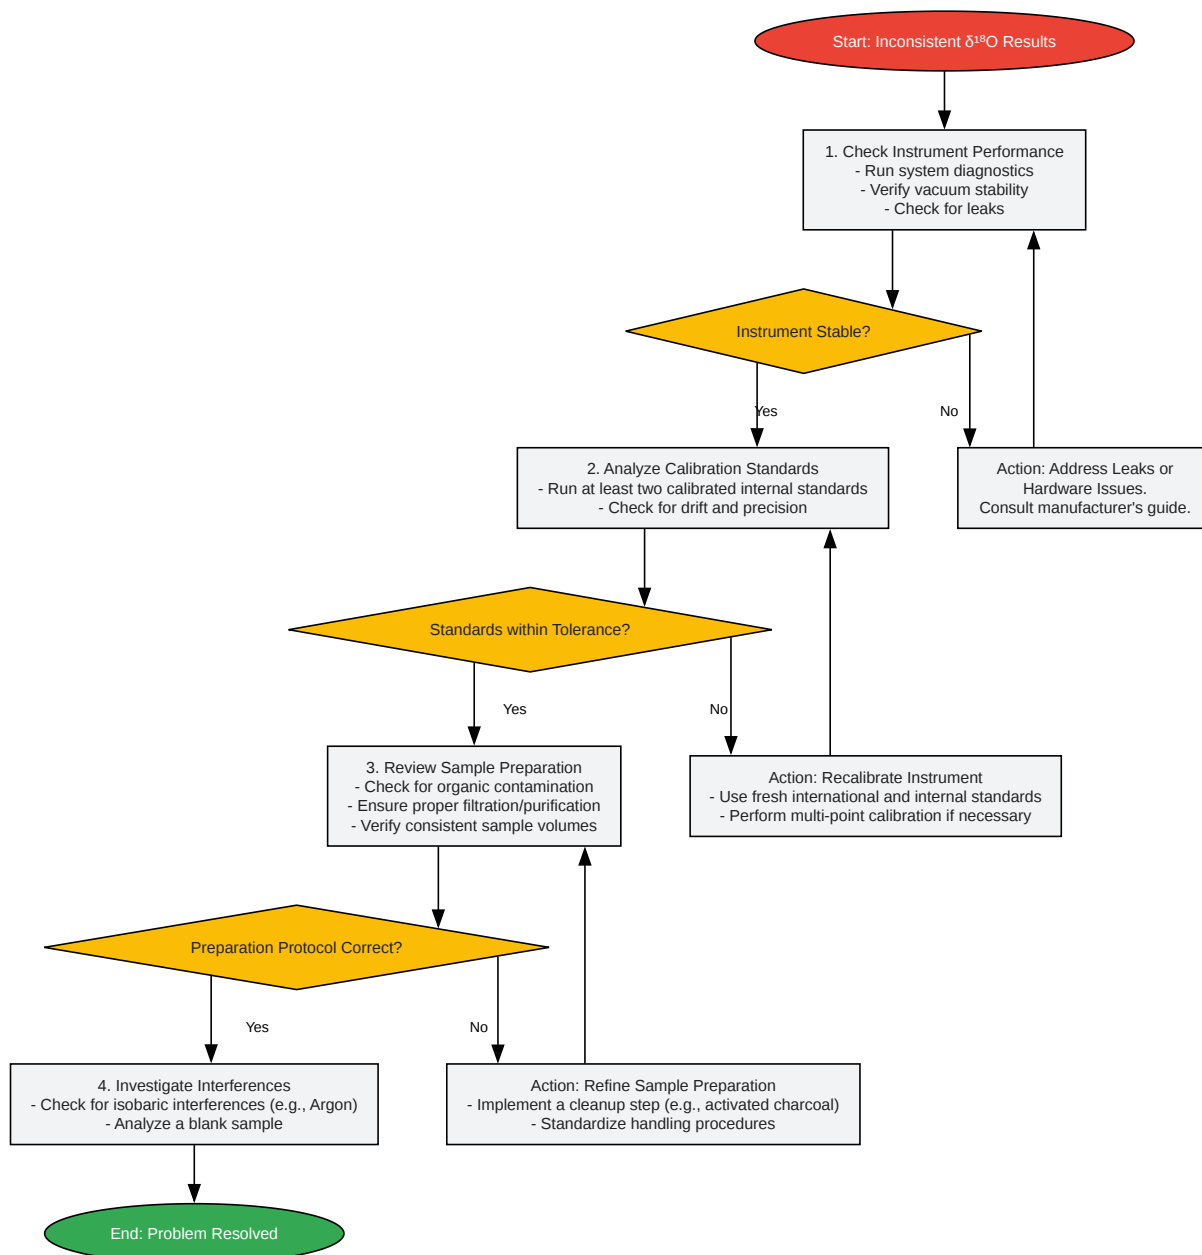 Start: Inconsistent δ¹⁸O Results
1. Check Instrument Performance
- Run system diagnostics
- Verify vacuum stability
- Check for leaks
Instrument Stable?
Yes
No
2. Analyze Calibration Standards
- Run at least two calibrated internal standards
- Check for drift and precision
Action: Address Leaks or
Hardware Issues.
Consult manufacturer's guide.
Standards within Tolerance?
Yes
No
3. Review Sample Preparation
- Check for organic contamination
- Ensure proper filtration/purification
- Verify consistent sample volumes
Action: Recalibrate Instrument
- Use fresh international and internal standards
- Perform multi-point calibration if necessary
Preparation Protocol Correct?
Yes
No
4. Investigate Interferences
- Check for isobaric interferences (e.g., Argon)
- Analyze a blank sample
Action: Refine Sample Preparation
- Implement a cleanup step (e.g., activated charcoal)
- Standardize handling procedures
End: Problem Resolved